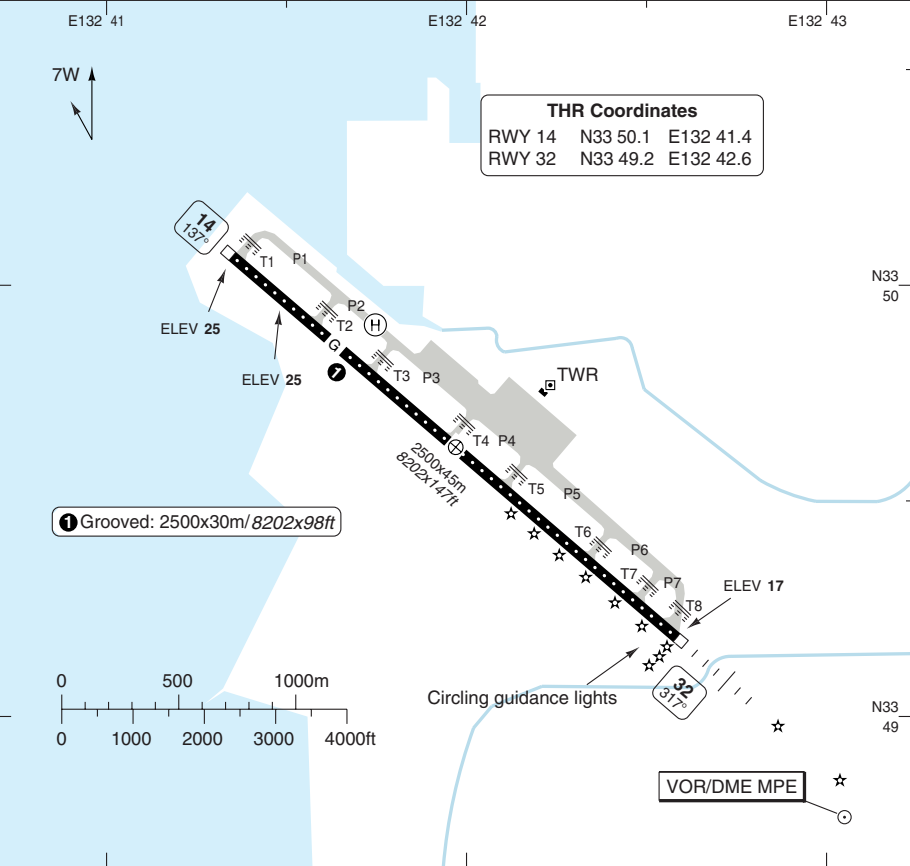 E132 41
E132 42
E132 43
7W
THR Coordinates
RWY 14 N33 50.1 E132 41.4
RWY 32 N33 49.2 E132 42.6
14
137°
T1
P1
N33
50
ELEV 25
P2
T2
H
G
ELEV 25
1
T3
P3
TWR
T4
P4
2500x45m
8202x147ft
T5
P5
1 Grooved: 2500x30m/8202x98ft
T6
P6
T7
P7
ELEV 17
T8
0 500 1000m
0 1000 2000 3000 4000ft
Circling guidance lights
32
317°
N33
49
VOR/DME MPE